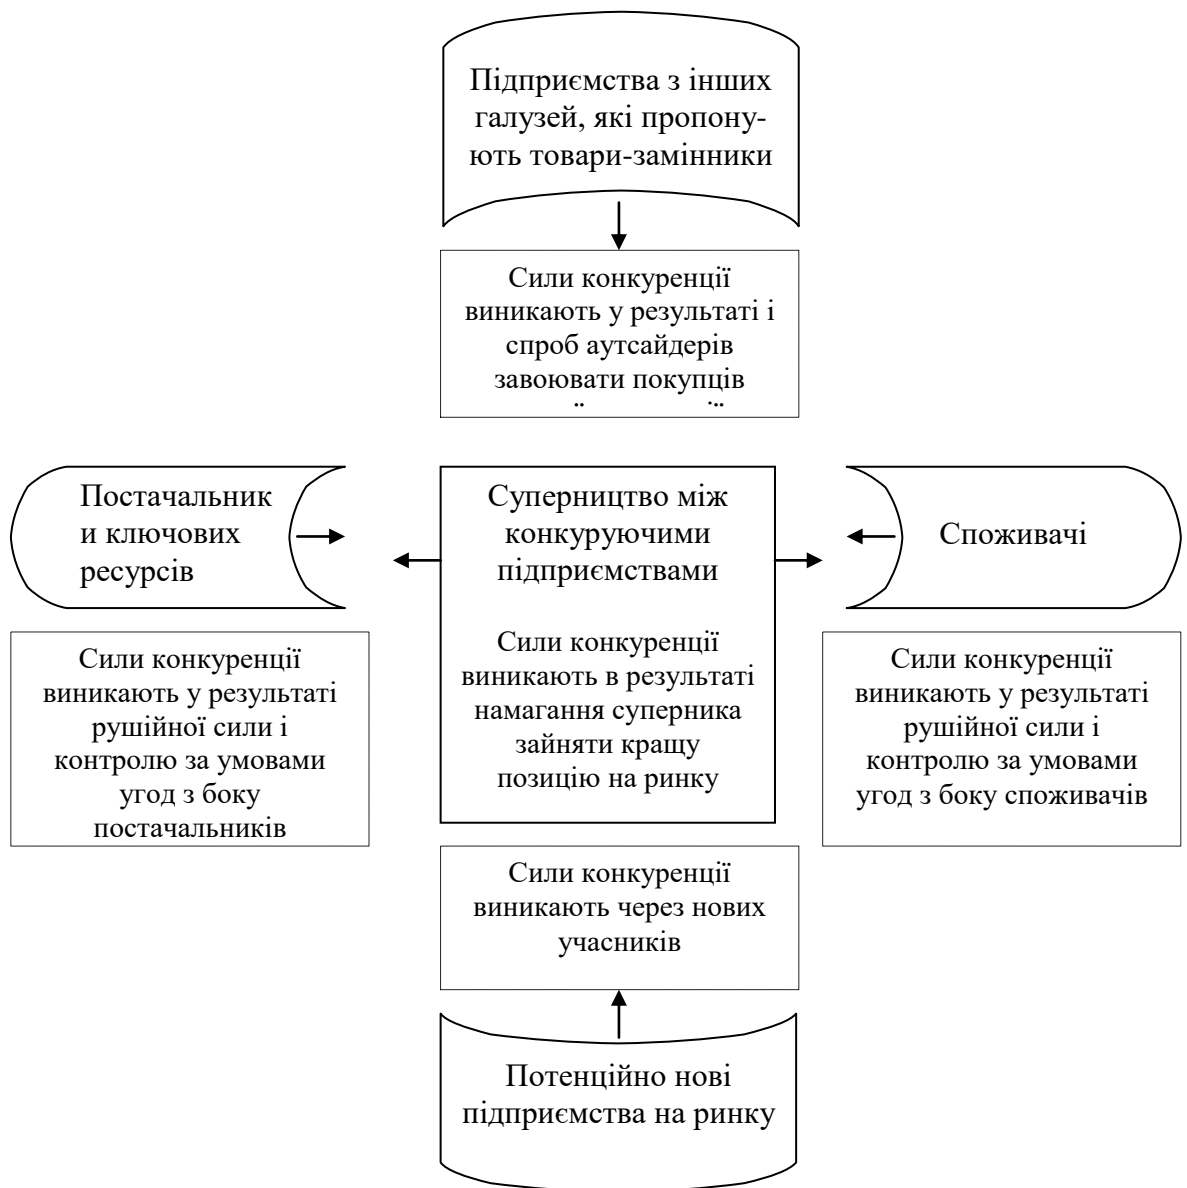 Підприємства з інших
галузей, які пропону-
ють товари-замінники
Сили конкуренції
виникають у результаті і
спроб аутсайдерів
завоювати покупців
Постачальник
и ключових
ресурсів
Суперництво між
конкуруючими
підприємствами
Сили конкуренції
виникають в результаті
намагання суперника
зайняти кращу
позицію на ринку
Споживачі
Сили конкуренції
виникають у результаті
рушійної сили і
контролю за умовами
угод з боку
постачальників
Сили конкуренції
виникають у результаті
рушійної сили і
контролю за умовами
угод з боку споживачів
Сили конкуренції
виникають через нових
учасників
Потенційно нові
підприємства на ринку